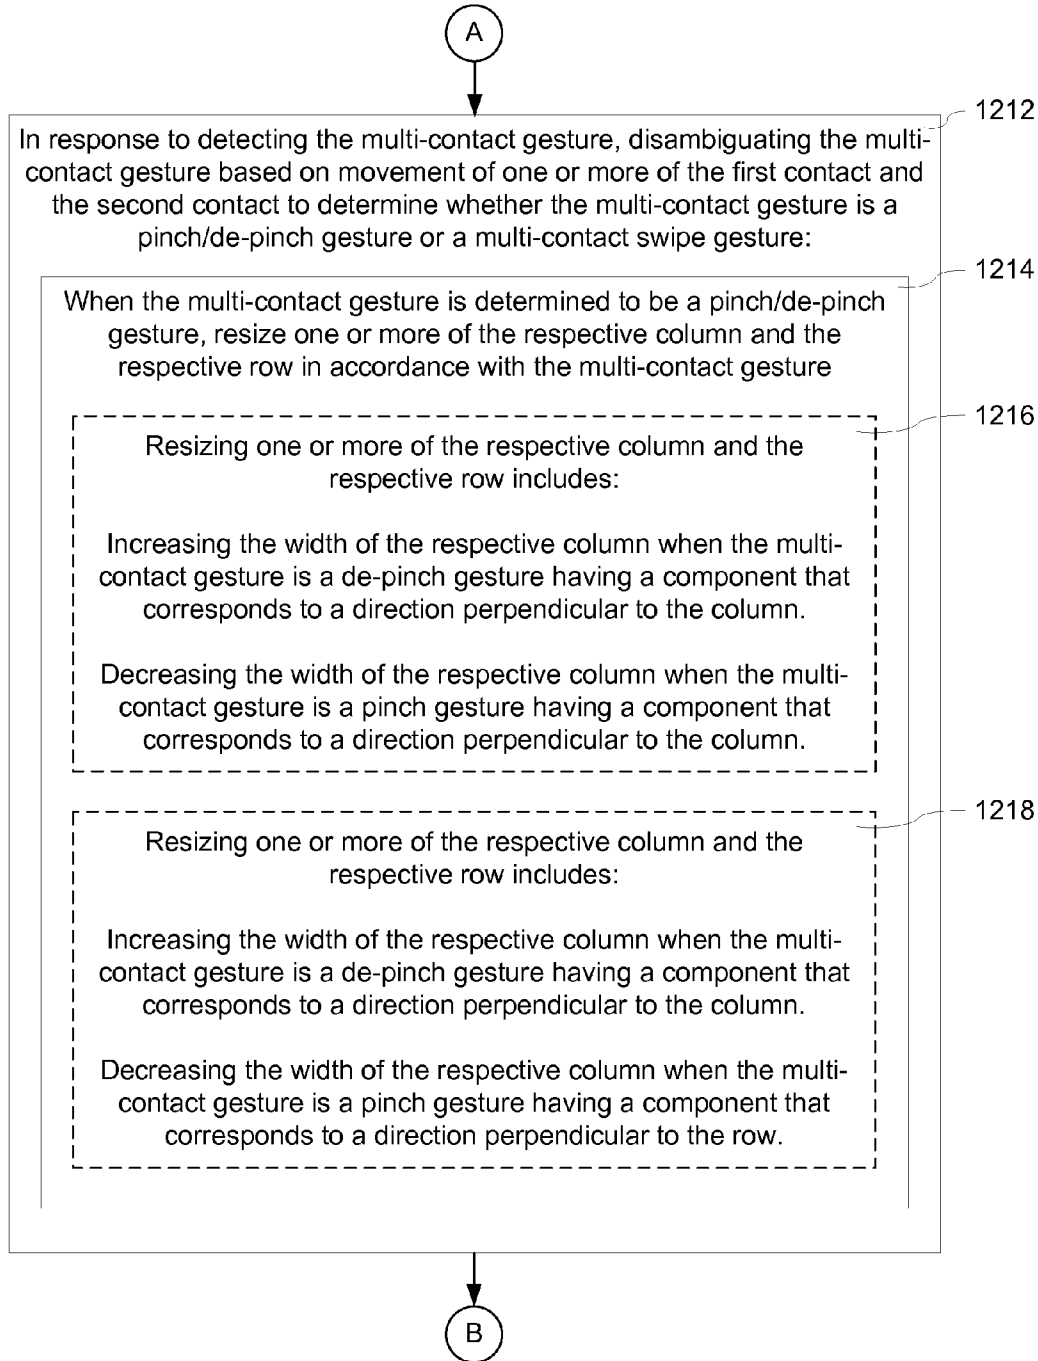 A
1212
In response to detecting the multi-contact gesture, disambiguating the multi-
contact gesture based on movement of one or more of the first contact and
the second contact to determine whether the multi-contact gesture is a
pinch/de-pinch gesture or a multi-contact swipe gesture:
1214
When the multi-contact gesture is determined to be a pinch/de-pinch
gesture, resize one or more of the respective column and the
respective row in accordance with the multi-contact gesture
1216
Resizing one or more of the respective column and the
respective row includes:
Increasing the width of the respective column when the multi-
contact gesture is a de-pinch gesture having a component that
corresponds to a direction perpendicular to the column.
Decreasing the width of the respective column when the multi-
contact gesture is a pinch gesture having a component that
corresponds to a direction perpendicular to the column.
1218
Resizing one or more of the respective column and the
respective row includes:
Increasing the width of the respective column when the multi-
contact gesture is a de-pinch gesture having a component that
corresponds to a direction perpendicular to the column.
Decreasing the width of the respective column when the multi-
contact gesture is a pinch gesture having a component that
corresponds to a direction perpendicular to the row.
B